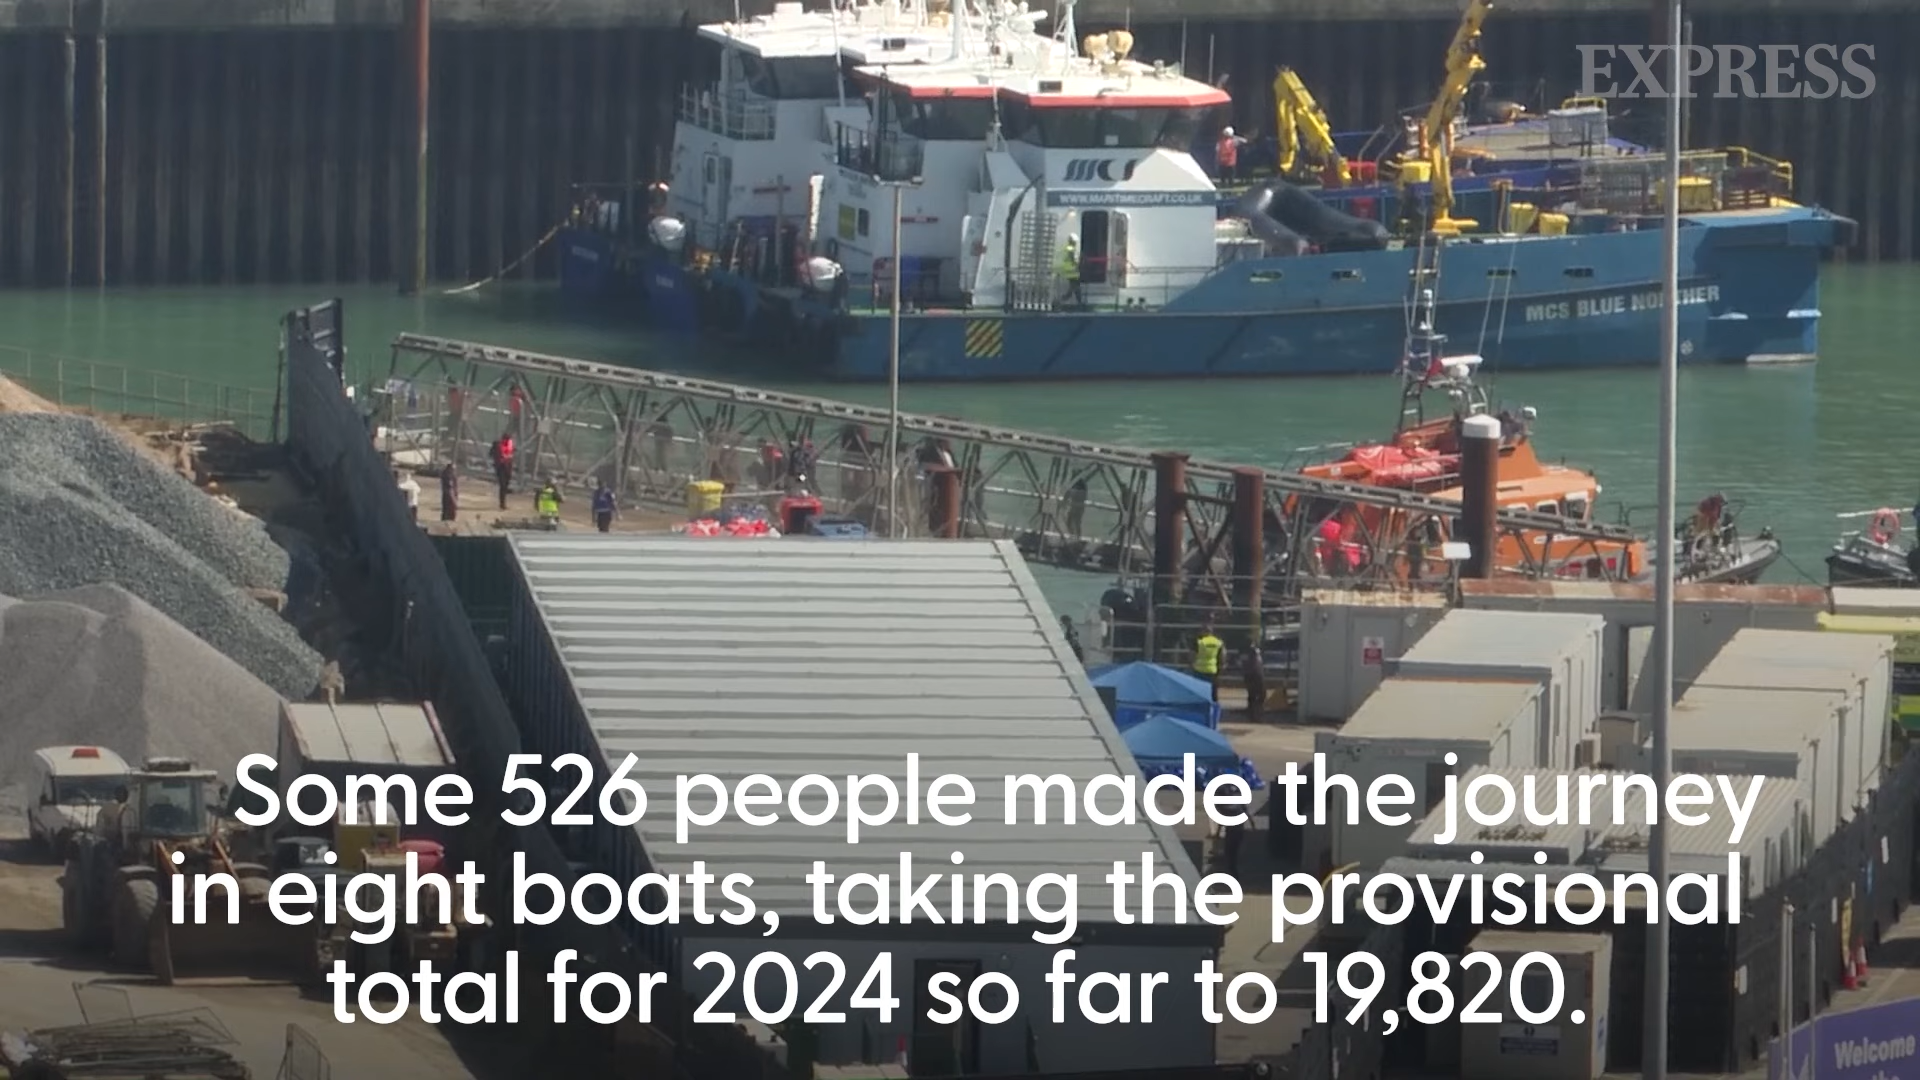 EXPRESS
MCS
WWW.MARITIMECRAFT.CO.UK
MCS BLUE NORTHER
Some 526 people made the journey
in eight boats, taking the provisional
total for 2024 so far to 19,820.
Welcome